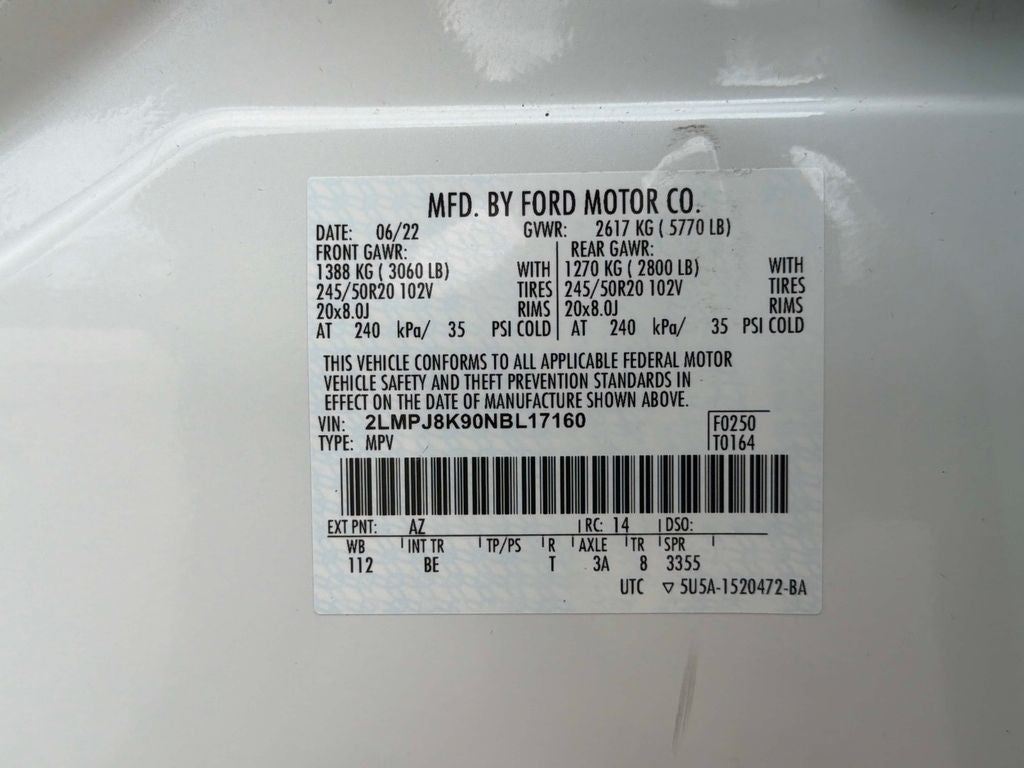 MFD. BY FORD MOTOR CO.
DATE: 06/22 GVWR: 2617 KG ( 5770 LB)
FRONT GAWR: REAR GAWR:
1388 KG ( 3060 LB) WITH 1270 KG ( 2800 LB) WITH
245/50R20 102V TIRES 245/50R20 102V TIRES
20x8.0J RIMS 20x8.0J RIMS
AT 240 kPa/ 35 PSI COLD AT 240 kPa/ 35 PSI COLD
THIS VEHICLE CONFORMS TO ALL APPLICABLE FEDERAL MOTOR
VEHICLE SAFETY AND THEFT PREVENTION STANDARDS IN
EFFECT ON THE DATE OF MANUFACTURE SHOWN ABOVE.
VIN: 2LMPJ8K90NBL17160 F0250
TYPE: MPV T0164
EXT PNT: AZ RC: 14 DSO:
WB INT TR TP/PS R AXLE TR SPR
112 BE T 3A 8 3355
UTC ▽ 5U5A-1520472-BA